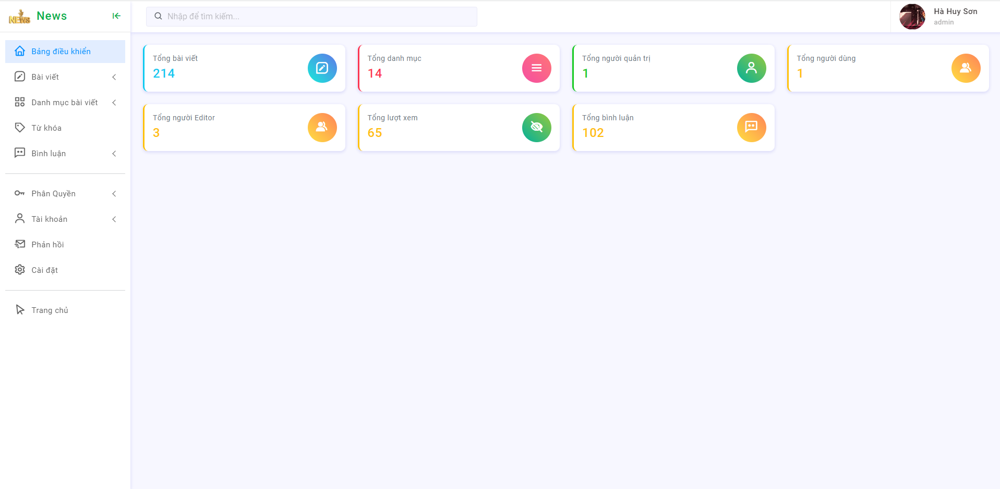 NEWS
News
Nhập để tìm kiếm...
Hà Huy Sơn
admin
Bảng điều khiển
Bài viết
Danh mục bài viết
Từ khóa
Bình luận
Phân Quyền
Tài khoản
Phản hồi
Cài đặt
Trang chủ
Tổng bài viết
214
Tổng danh mục
14
Tổng người quản trị
1
Tổng người dùng
1
Tổng người Editor
3
Tổng lượt xem
65
Tổng bình luận
102